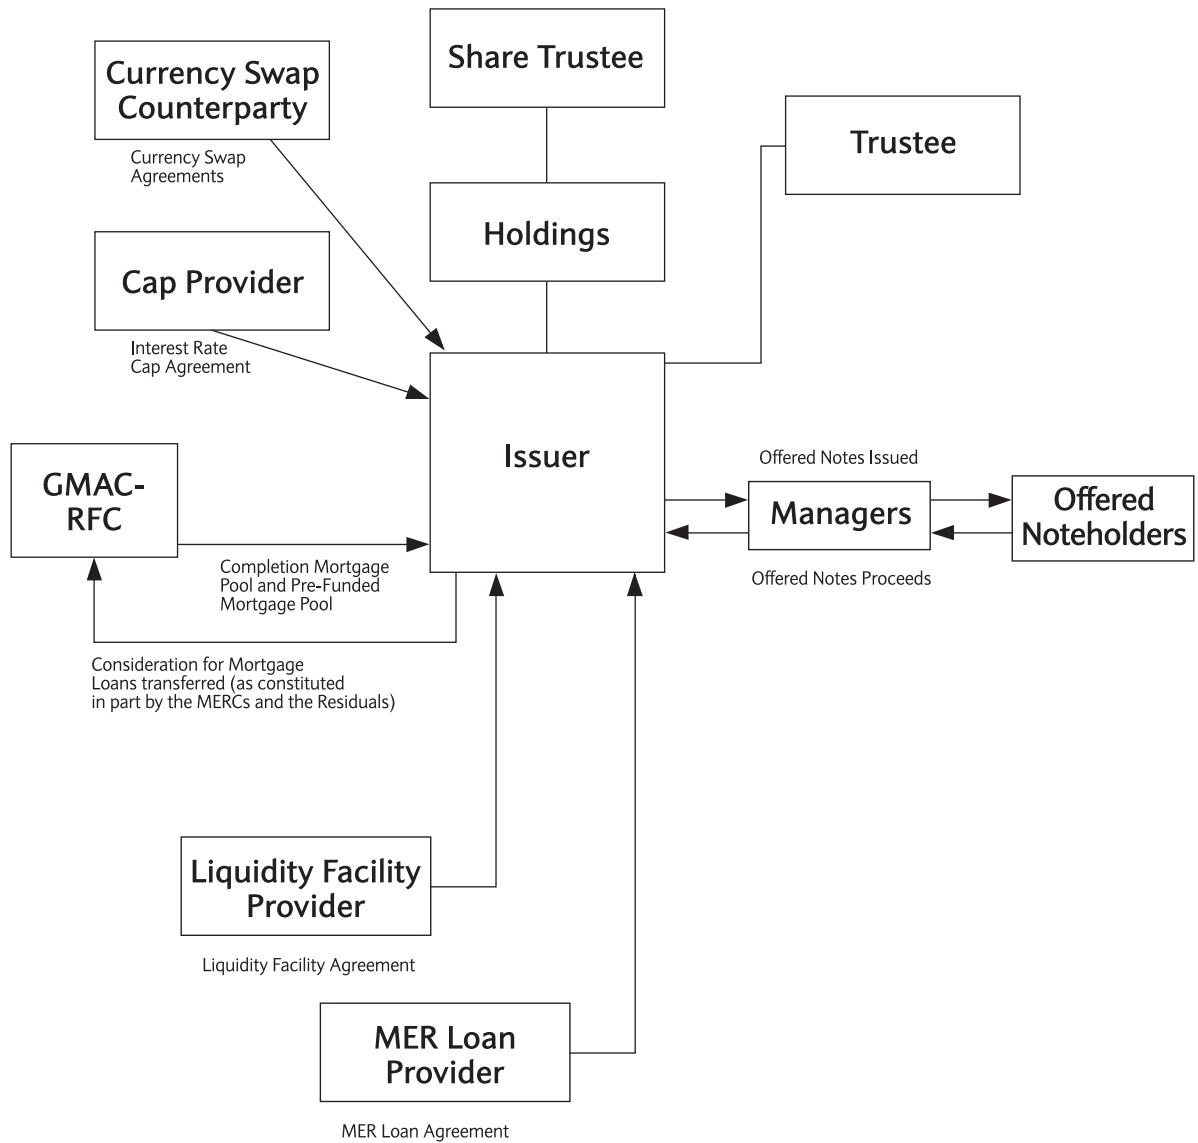 Share Trustee
Currency Swap
Counterparty
Trustee
Currency Swap
Agreements
Holdings
Cap Provider
Interest Rate
Cap Agreement
Issuer
GMAC-
RFC
Offered Notes Issued
Managers
Offered
Noteholders
Offered Notes Proceeds
Completion Mortgage
Pool and Pre-Funded
Mortgage Pool
Consideration for Mortgage
Loans transferred (as constituted
in part by the MERCs and the Residuals)
Liquidity Facility
Provider
Liquidity Facility Agreement
MER Loan
Provider
MER Loan Agreement